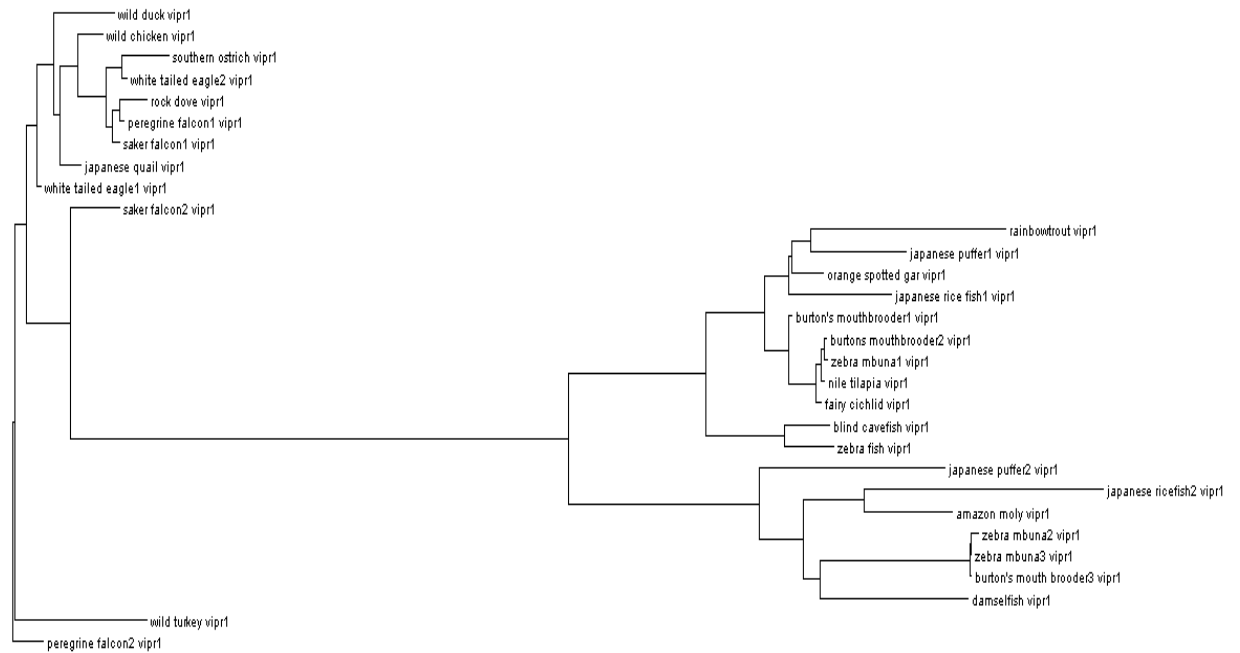 wild duck vipr1
wild chicken vipr1
southern ostrich vipr1
white tailed eagle2 vipr1
rock dove vipr1
peregrine falcon1 vipr1
saker falcon1 vipr1
japanese quail vipr1
white tailed eagle1 vipr1
saker falcon2 vipr1
rainbowtrout vipr1
japanese puffer1 vipr1
orange spotted gar vipr1
japanese rice fish1 vipr1
burton's mouthbrooder1 vipr1
burtons mouthbrooder2 vipr1
zebra mbuna1 vipr1
nile tilapia vipr1
fairy cichlid vipr1
blind cavefish vipr1
zebra fish vipr1
japanese puffer2 vipr1
japanese ricefish2 vipr1
amazon moly vipr1
zebra mbuna2 vipr1
zebra mbuna3 vipr1
burton's mouth brooder3 vipr1
damselfish vipr1
wild turkey vipr1
peregrine falcon2 vipr1